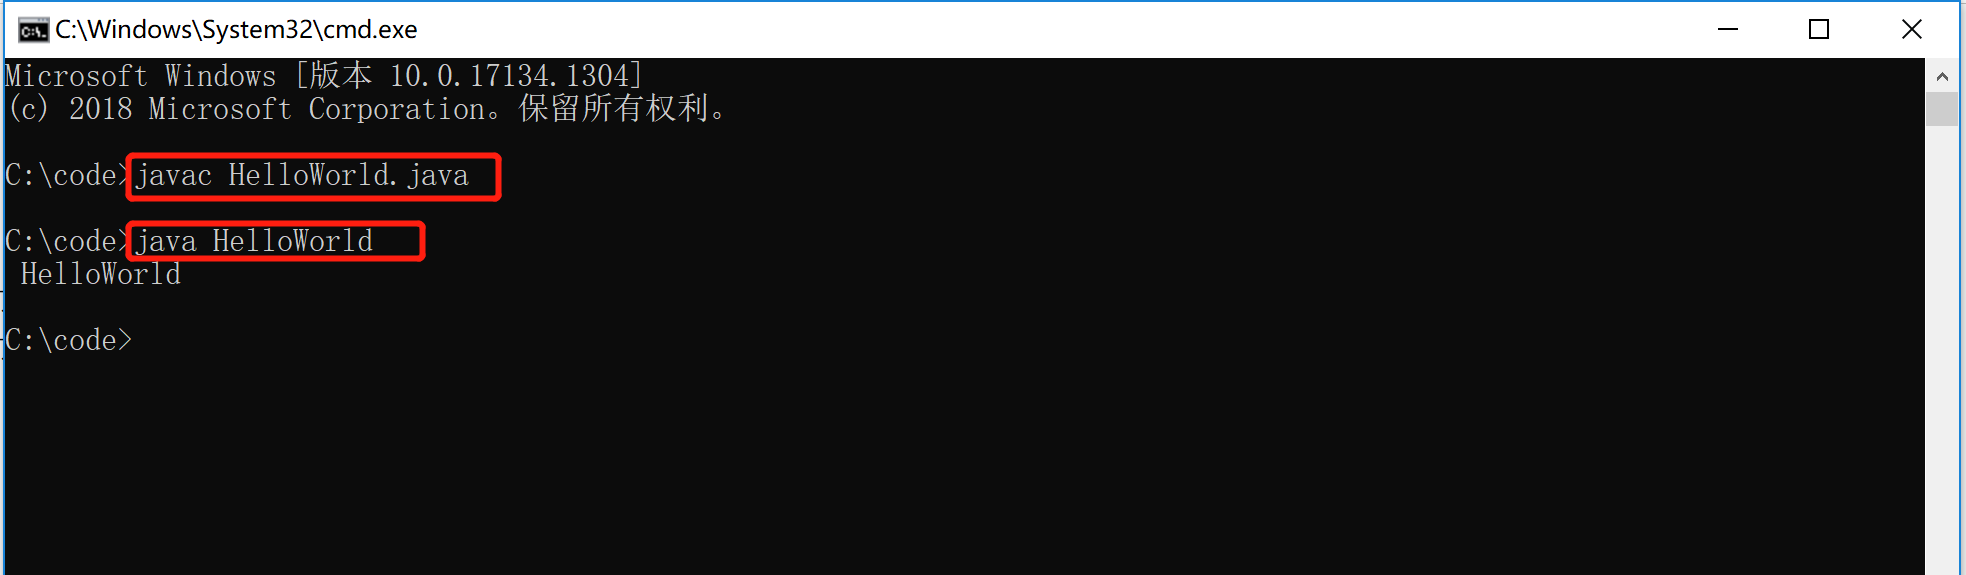 C:\Windows\System32\cmd.exe
Microsoft Windows [版本 10.0.17134.1304]
(c) 2018 Microsoft Corporation。保留所有权利。
C:\code>javac HelloWorld.java
C:\code>java HelloWorld
HelloWorld
C:\code>